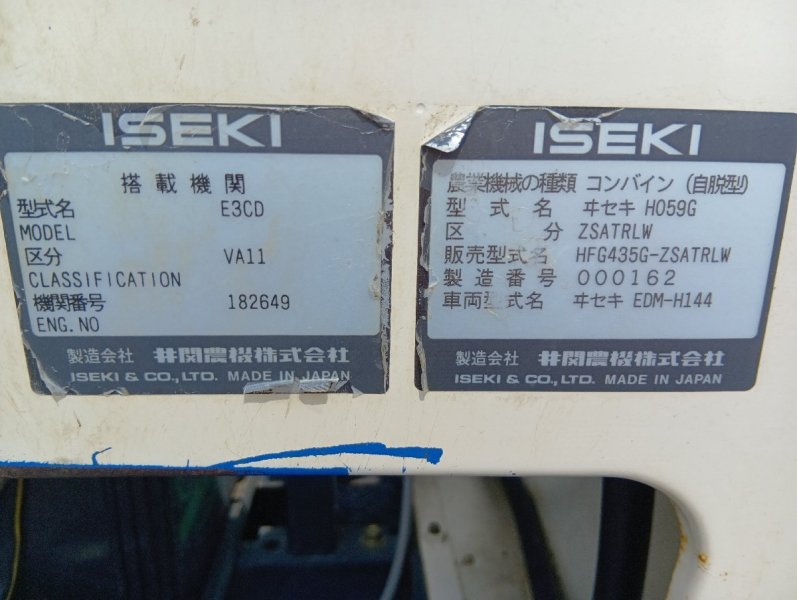 ISEKI
搭載機関
型式名 E3CD
MODEL
区分 VA11
CLASSIFICATION
機関番号 182649
ENG.NO
製造会社 井関農機株式会社
ISEKI & CO., LTD. MADE IN JAPAN
ISEKI
農業機械の種類 コンバイン (自脱型)
型式名 ヰセキ HO59G
区分 ZSATRLW
販売型式名 HFG435G-ZSATRLW
製造番号 000162
車両型式名 ヰセキ EDM-H144
製造会社 井関農機株式会社
ISEKI & CO., LTD. MADE IN JAPAN